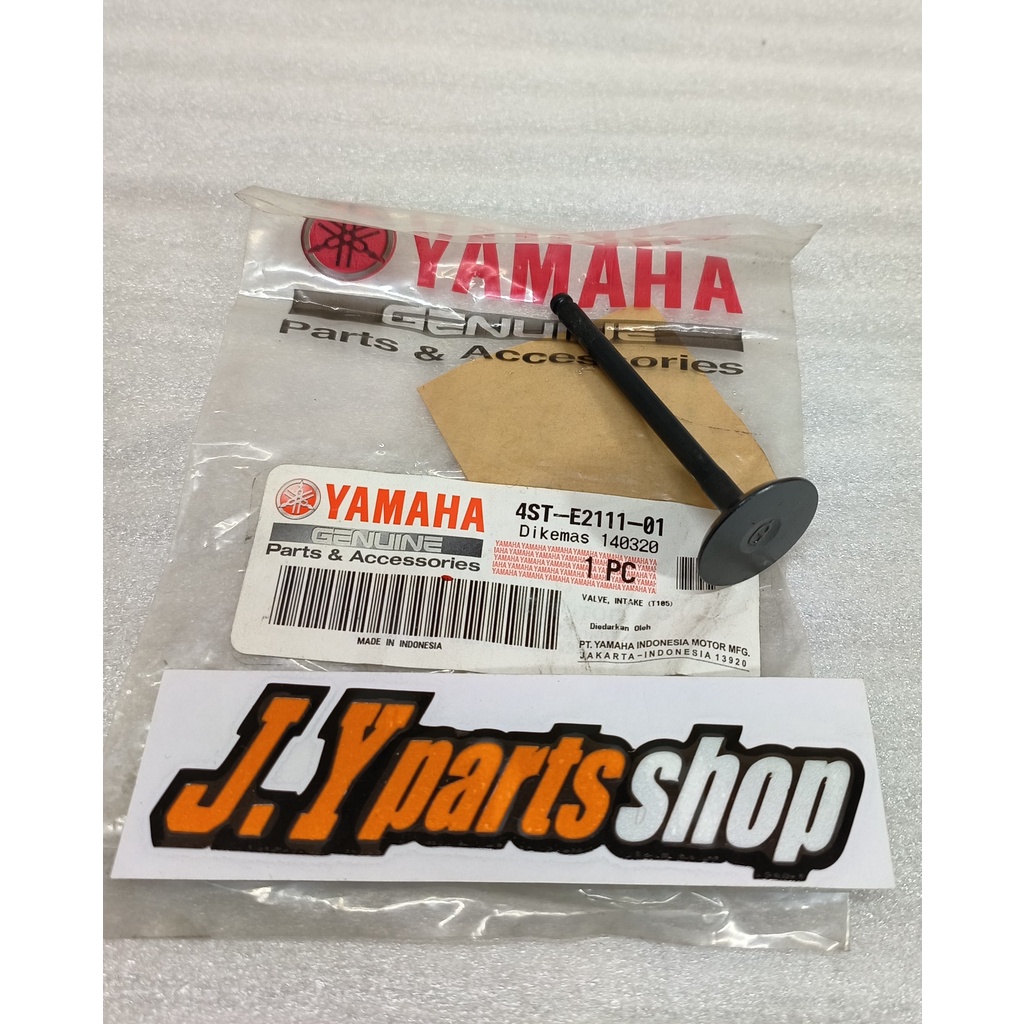 YAMAHA
GENUINE
Parts & Accessories
YAMAHA
GENUINE
Parts & Accessories
MADE IN INDONESIA
4ST-E2111-01
Dikemas 140320
1 PC
VALVE, INTAKE (T105)
Diedarkan Oleh
PT. YAMAHA INDONESIA MOTOR MFG.
JAKARTA-INDONESIA 13920
J.Y parts shop